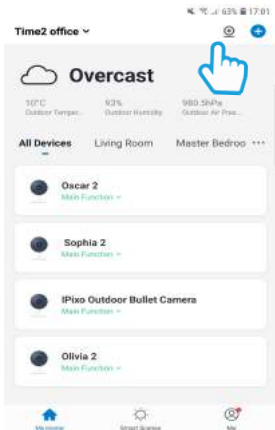 63% 17:01
Time2 office
Overcast
10°C 93% 980.5hPa
Outdoor Temper... Outdoor Humidity Outdoor Air Pres...
All Devices Living Room Master Bedroo ...
Oscar 2
Main Function
Sophia 2
Main Function
IPixo Outdoor Bullet Camera
Main Function
Olivia 2
Main Function
My Home Smart Scenes Me